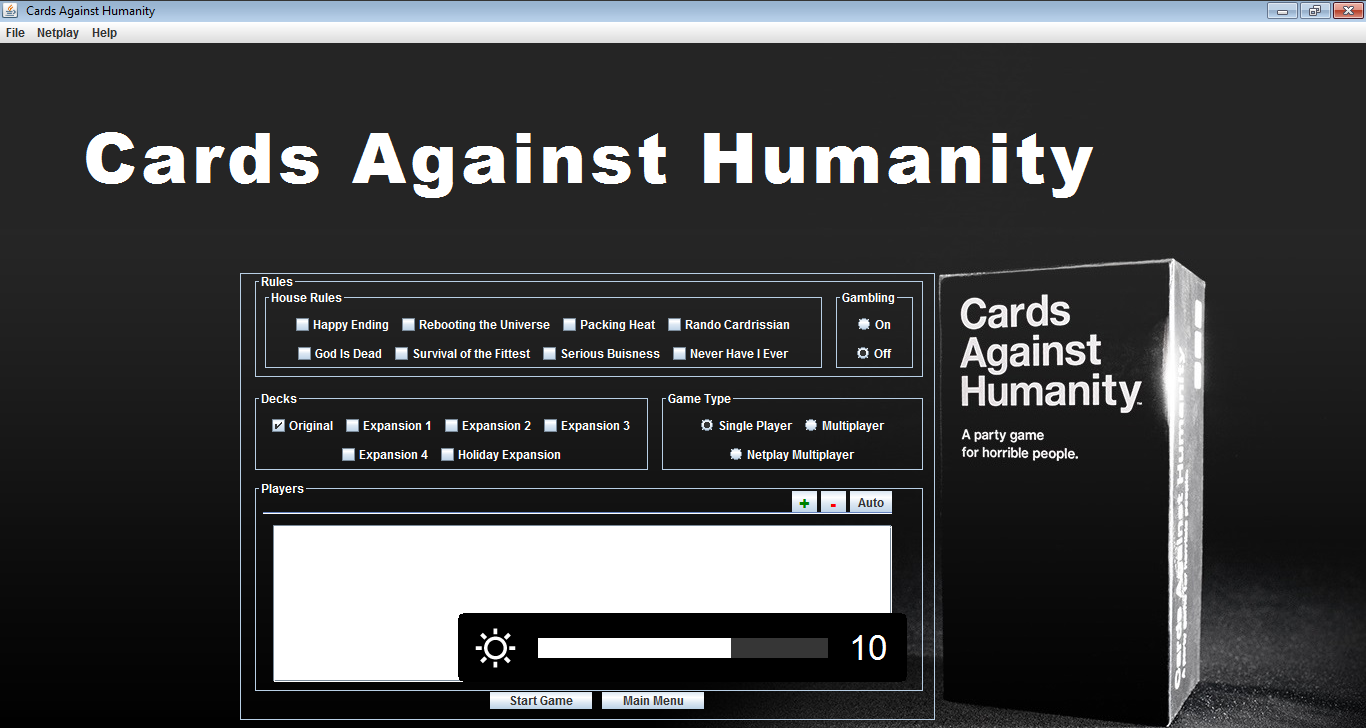 Cards Against Humanity
File Netplay Help
Cards Against Humanity
Rules
House Rules
Happy Ending Rebooting the Universe Packing Heat Rando Cardrissian
God Is Dead Survival of the Fittest Serious Buisness Never Have I Ever
Gambling
On
Off
Decks
Original Expansion 1 Expansion 2 Expansion 3
Expansion 4 Holiday Expansion
Game Type
Single Player Multiplayer
Netplay Multiplayer
Players
+ - Auto
10
Start Game Main Menu
Cards
Against
Humanity™
A party game
for horrible people.
Cards Against Humanity